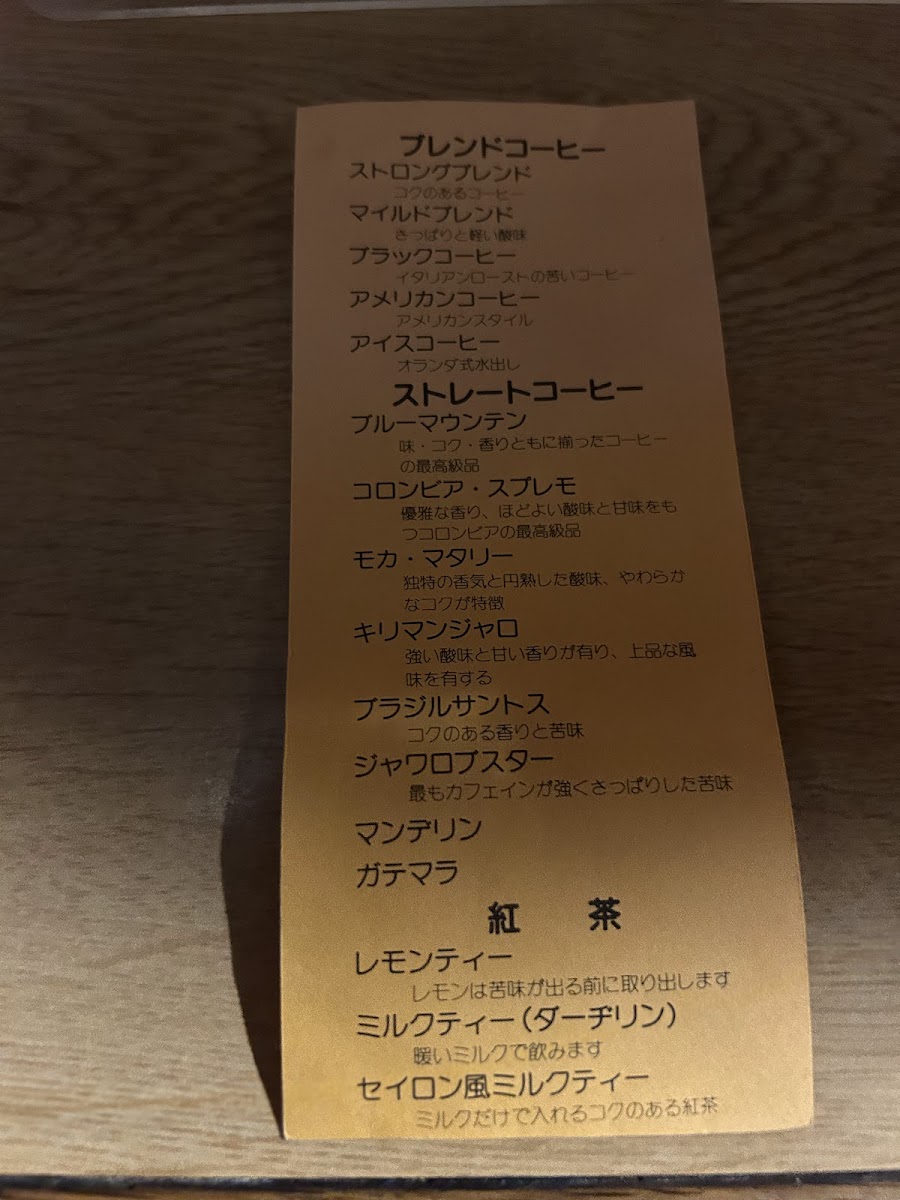 ブレンドコーヒー
ストロングブレンド
コクのあるコーヒー
マイルドブレンド
さっぱりと軽い酸味
ブラックコーヒー
イタリアンローストの苦いコーヒー
アメリカンコーヒー
アメリカンスタイル
アイスコーヒー
オランダ式水出し
ストレートコーヒー
ブルーマウンテン
味・コク・香りともに揃ったコーヒー
の最高級品
コロンビア・スプレモ
優雅な香り、ほどよい酸味と甘味をも
つコロンビアの最高級品
モカ・マタリー
独特の香気と円熟した酸味、やわらか
なコクが特徴
キリマンジャロ
強い酸味と甘い香りが有り、上品な風
味を有する
ブラジルサントス
コクのある香りと苦味
ジャワロブスター
最もカフェインが強くさっぱりした苦味
マンデリン
ガテマラ
紅 茶
レモンティー
レモンは苦味が出る前に取り出します
ミルクティー(ダーヂリン)
暖いミルクで飲みます
セイロン風ミルクティー
ミルクだけで入れるコクのある紅茶